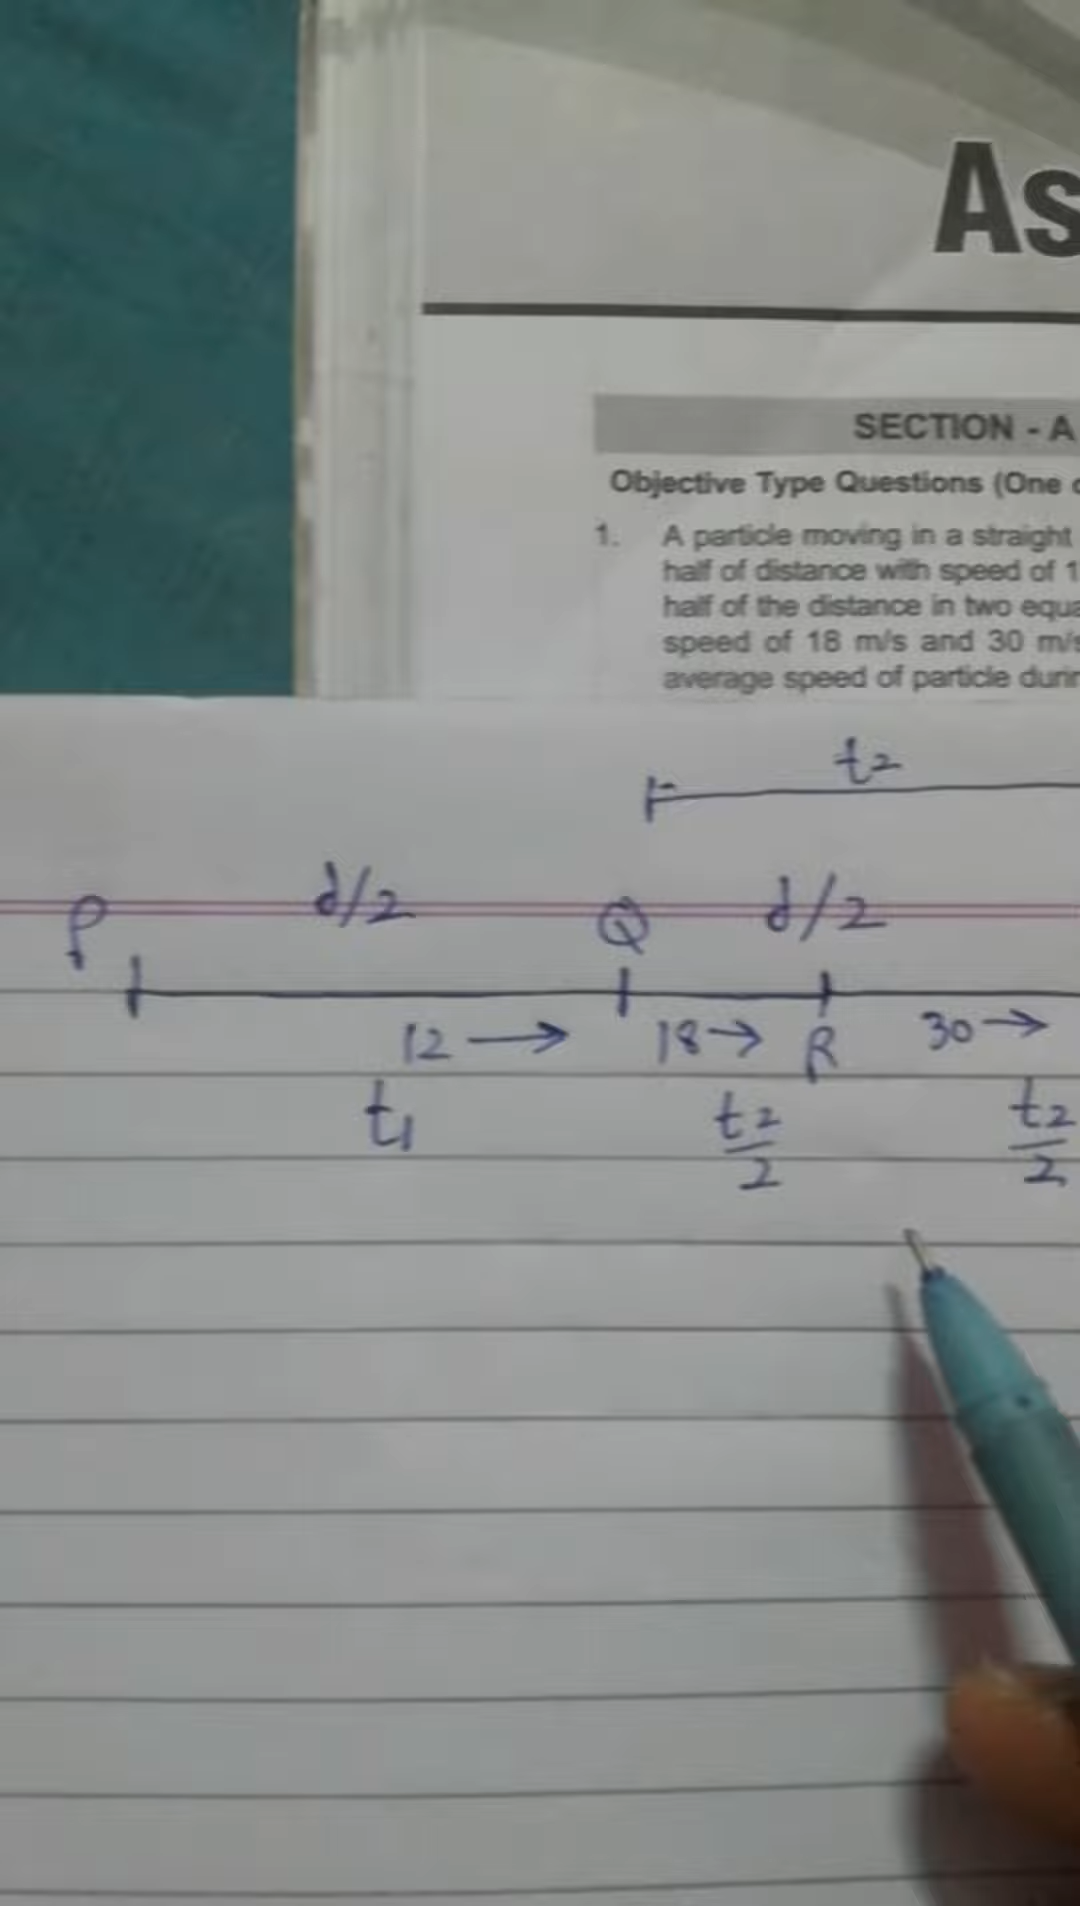 As
SECTION - A
Objective Type Questions (One
1. A particle moving in a straight
half of distance with speed of 1
half of the distance in two equa
speed of 18 m/s and 30 m/s
average speed of particle durin
t2
P d/2 Q d/2
12 → 18 → R 30 →
t1 t2/2 t2/2